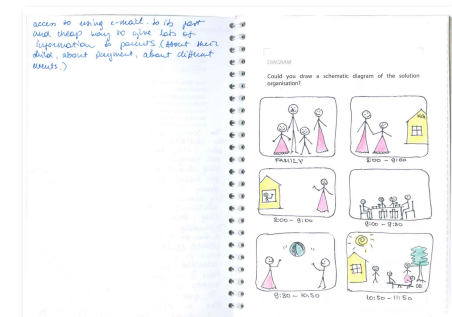 access to using e-mail. So its fast
and cheap way to give lots of
information to parents (about their
child, about payment, about different
events.)
DIAGRAM
Could you draw a schematic diagram of the solution
organisation?
FAMILY
8:00 - 9:00
8:00 - 9:00
9:00 - 9:30
9:30 - 10:50
10:50 - 11:50